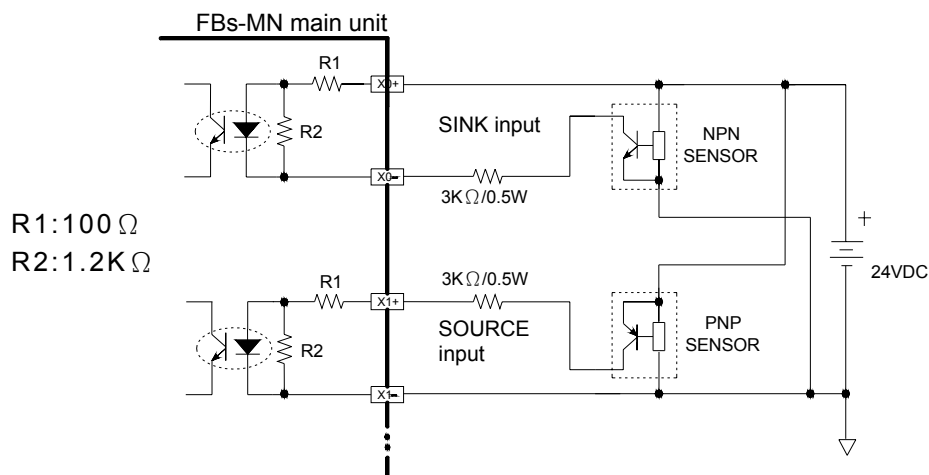 FBs-MN main unit
R1
X0+
R2
SINK input
NPN
SENSOR
X0-
3KΩ/0.5W
R1:100Ω
R2:1.2KΩ
+
24VDC
R1
X1+
3KΩ/0.5W
R2
SOURCE
input
PNP
SENSOR
X1-